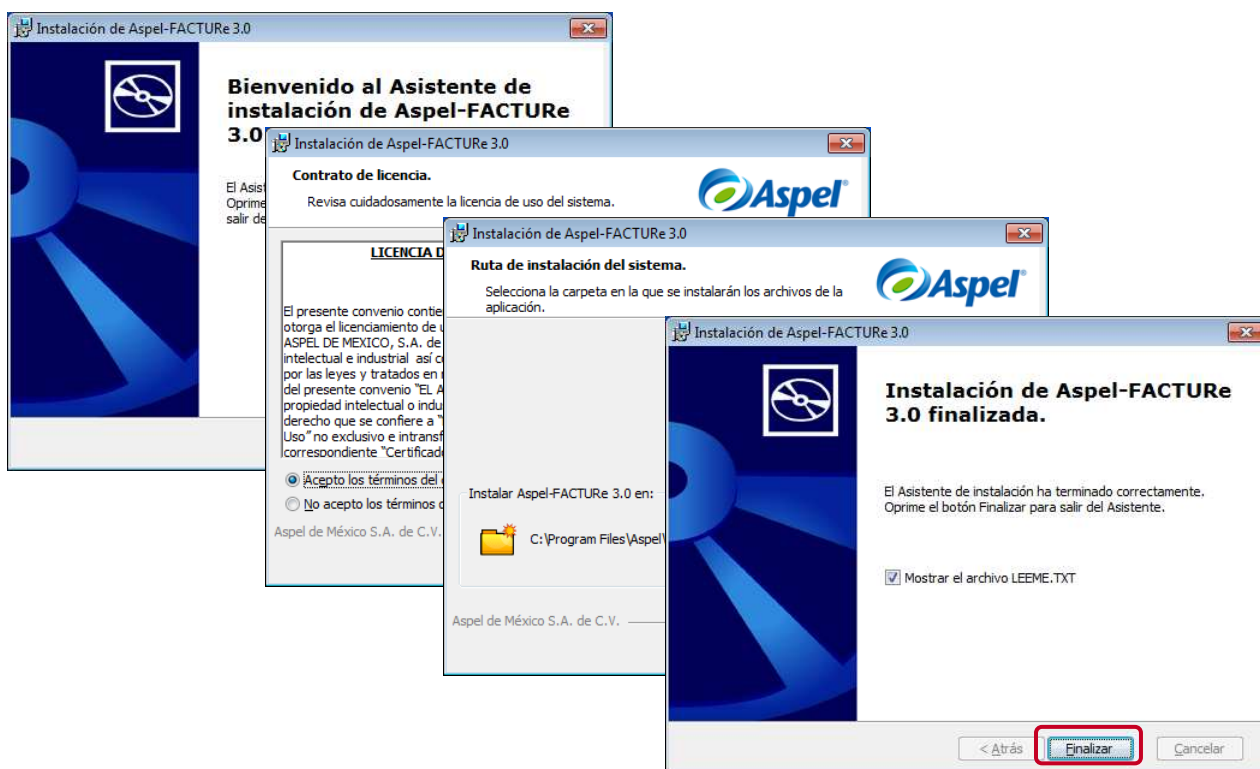 Instalación de Aspel-FACTURe 3.0
Bienvenido al Asistente de
instalación de Aspel-FACTURe
3.0
El
Oprime
salir de
Instalación de Aspel-FACTURe 3.0
Contrato de licencia.
Revisa cuidadosamente la licencia de uso del sistema.
Aspel
LICENCIA
El presente convenio
otorga el licenciamiento de
ASPEL DE MEXICO, S.A. de
intelectual e industrial así
por las leyes y tratados en
del presente convenio "EL
propiedad intelectual o
derecho que se confiere a
Uso" no exclusivo e
correspondiente
Acepto los términos del
No acepto los términos
Aspel de México S.A. de C.V.
Instalación de Aspel-FACTURe 3.0
Ruta de instalación del sistema.
Selecciona la carpeta en la que se instalarán los archivos de la
aplicación.
Aspel
Instalar Aspel-FACTURe 3.0 en:
C:\Program Files\Aspel\
Aspel de México S.A. de C.V.
Instalación de Aspel-FACTURe 3.0
Instalación de Aspel-FACTURe
3.0 finalizada.
El Asistente de instalación ha terminado correctamente.
Oprime el botón Finalizar para salir del Asistente.
Mostrar el archivo LEEME.TXT
< Atrás
Finalizar
Cancelar